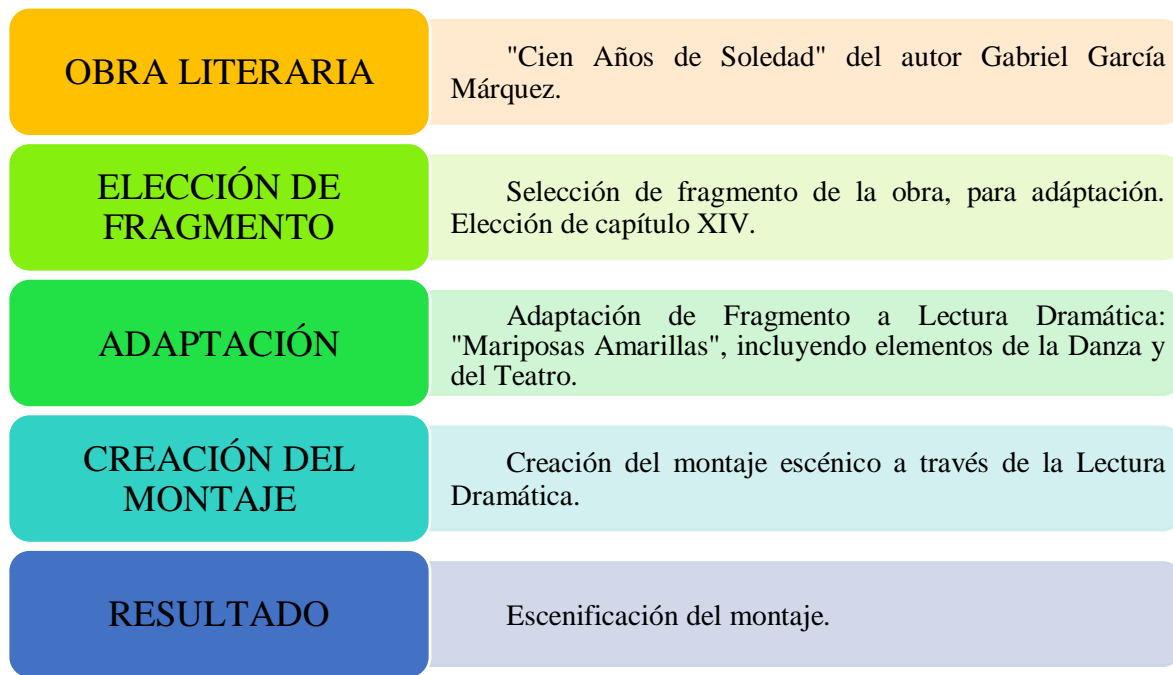 OBRA LITERARIA
"Cien Años de Soledad" del autor Gabriel García
Márquez.
ELECCIÓN DE
FRAGMENTO
Selección de fragmento de la obra, para adáptación.
Elección de capítulo XIV.
ADAPTACIÓN
Adaptación de Fragmento a Lectura Dramática:
"Mariposas Amarillas", incluyendo elementos de la Danza y
del Teatro.
CREACIÓN DEL
MONTAJE
Creación del montaje escénico a través de la Lectura
Dramática.
RESULTADO
Escenificación del montaje.